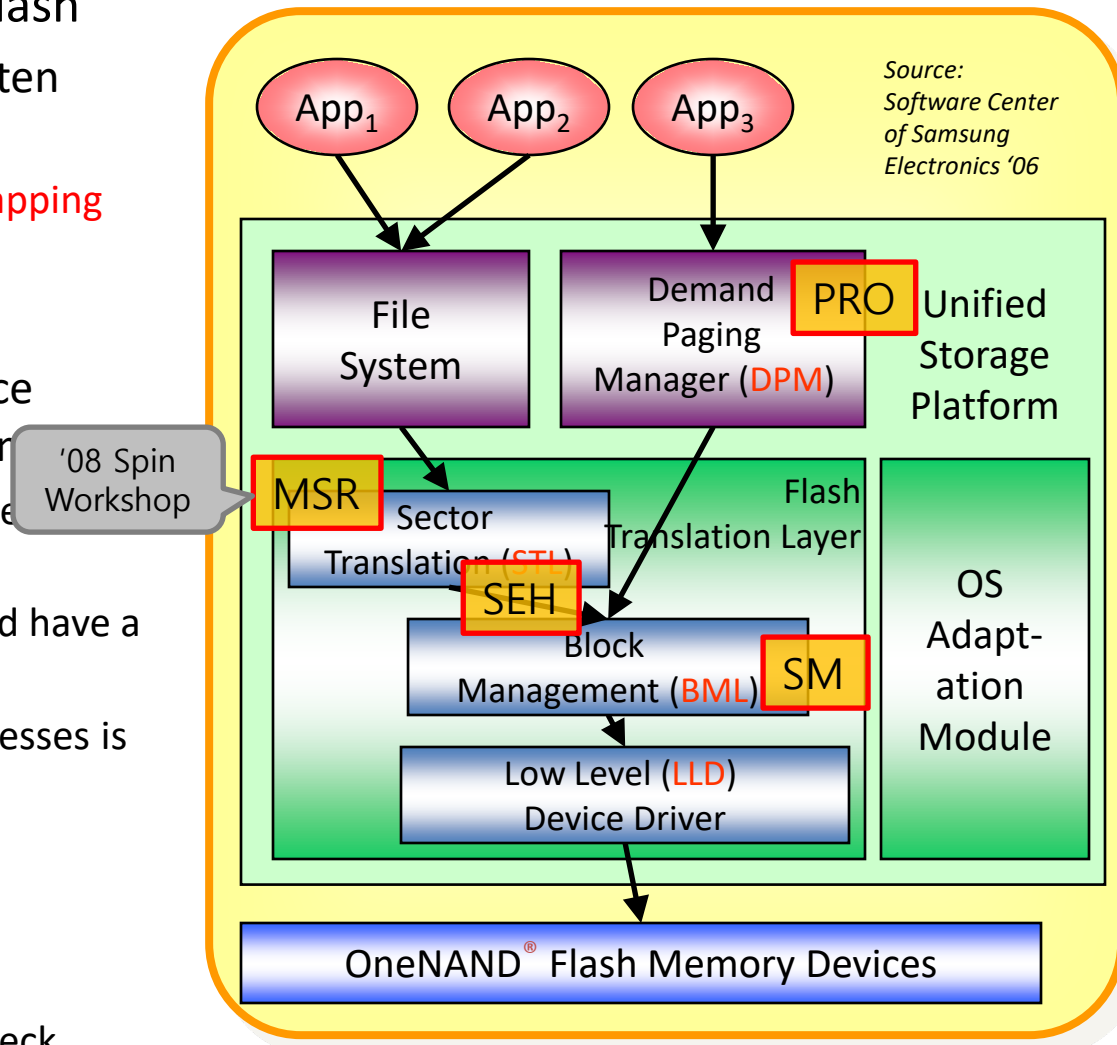 lash
ten
apping
ce
d have a
esses is
eck
‘08 Spin
Workshop
App1
App2
App3
Source:
Software Center
of Samsung
Electronics ‘06
File
System
Demand
Paging
Manager (DPM)
PRO
Unified
Storage
Platform
MSR
Sector
Translation (STL)
Flash
Translation Layer
SEH
Block
Management (BML)
SM
Low Level (LLD)
Device Driver
OS
Adapt-
ation
Module
OneNAND® Flash Memory Devices